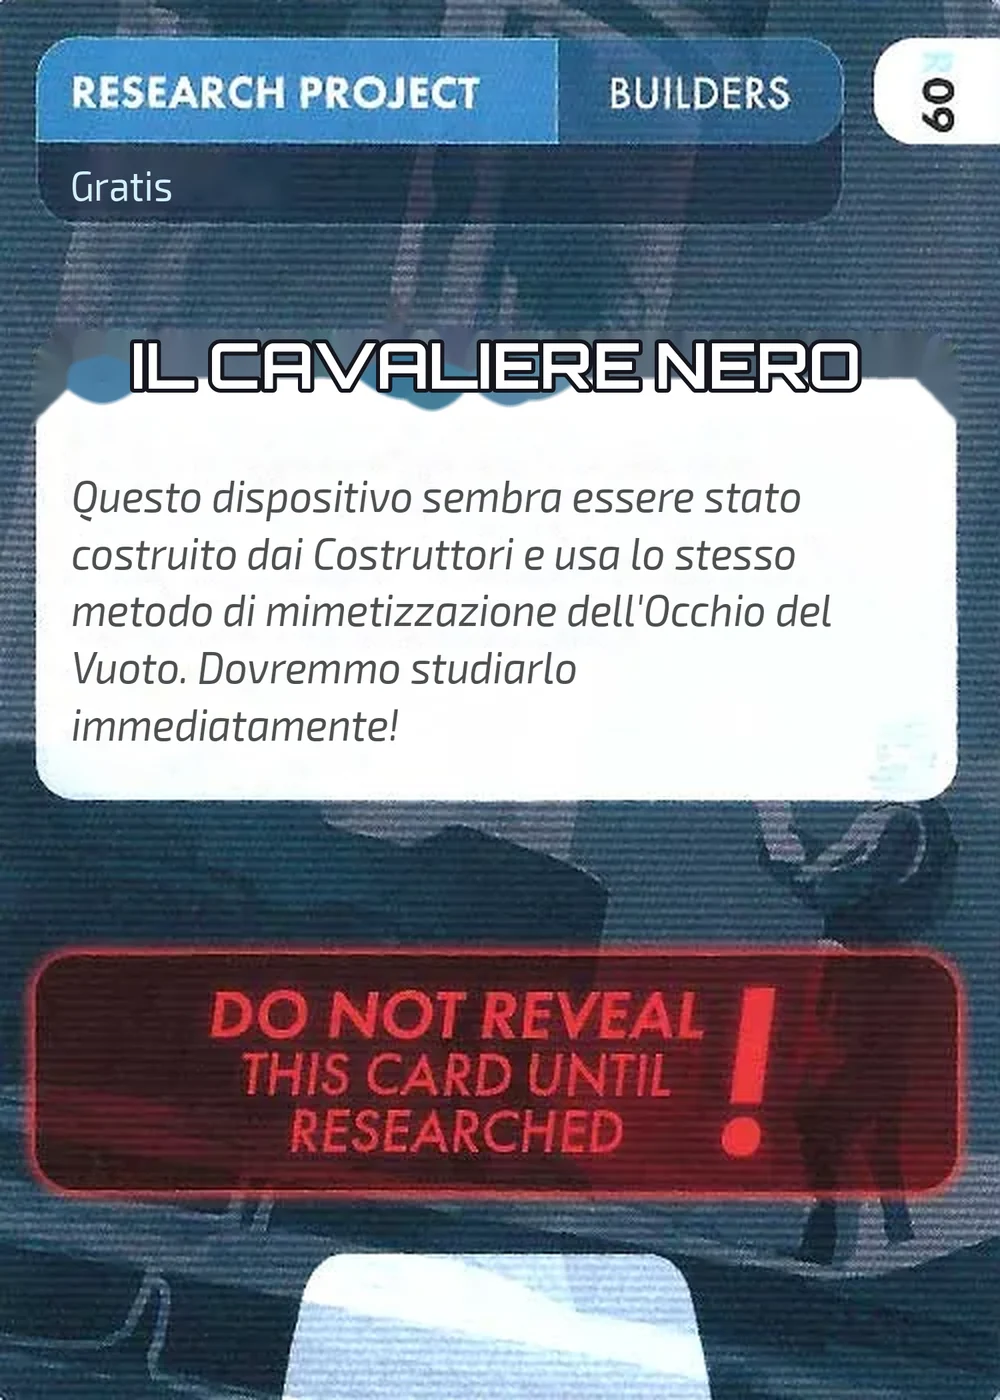 RESEARCH PROJECT
BUILDERS
R
60
Gratis
IL CAVALIERE NERO
Questo dispositivo sembra essere stato
costruito dai Costruttori e usa lo stesso
metodo di mimetizzazione dell'Occhio del
Vuoto. Dovremmo studiarlo
immediatamente!
DO NOT REVEAL
THIS CARD UNTIL
RESEARCHED
!